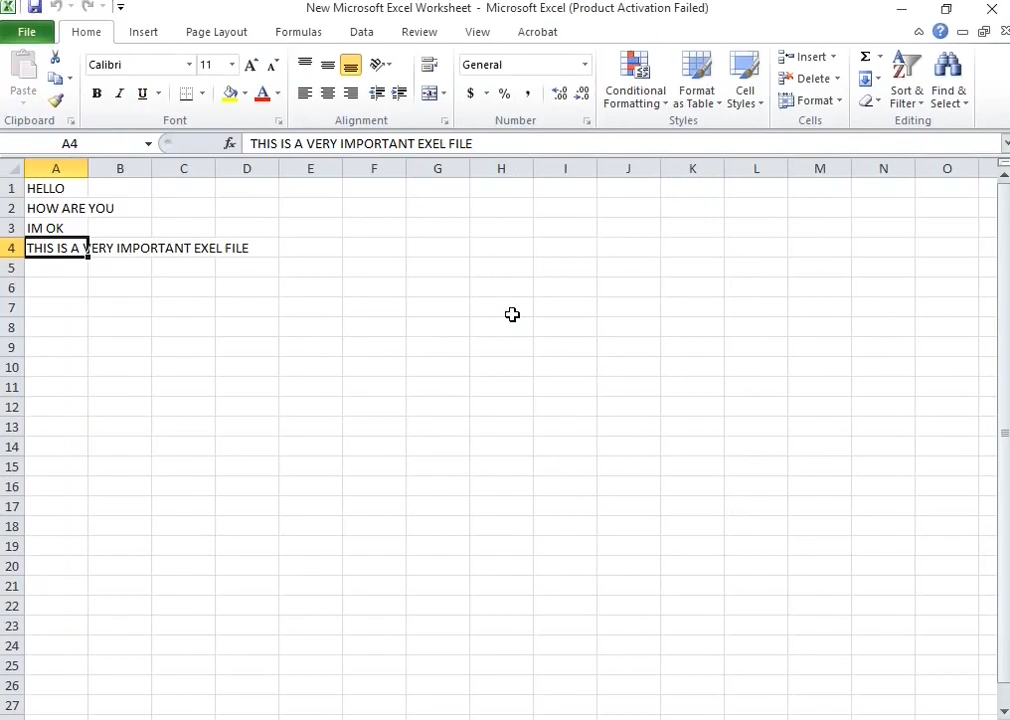 New Microsoft Excel Worksheet - Microsoft Excel (Product Activation Failed)
File Home Insert Page Layout Formulas Data Review View Acrobat
Paste
Calibri 11 A A
B I U A
General
$ % , .0 .00 .00 .0
Conditional Formatting
Format as Table
Cell Styles
Insert
Delete
Format
Σ
Sort & Filter
Find & Select
Clipboard Font Alignment Number Styles Cells Editing
A4 fx THIS IS A VERY IMPORTANT EXEL FILE
A B C D E F G H I J K L M N O
1 HELLO
2 HOW ARE YOU
3 IM OK
4 THIS IS A VERY IMPORTANT EXEL FILE
5
6
7
8
9
10
11
12
13
14
15
16
17
18
19
20
21
22
23
24
25
26
27